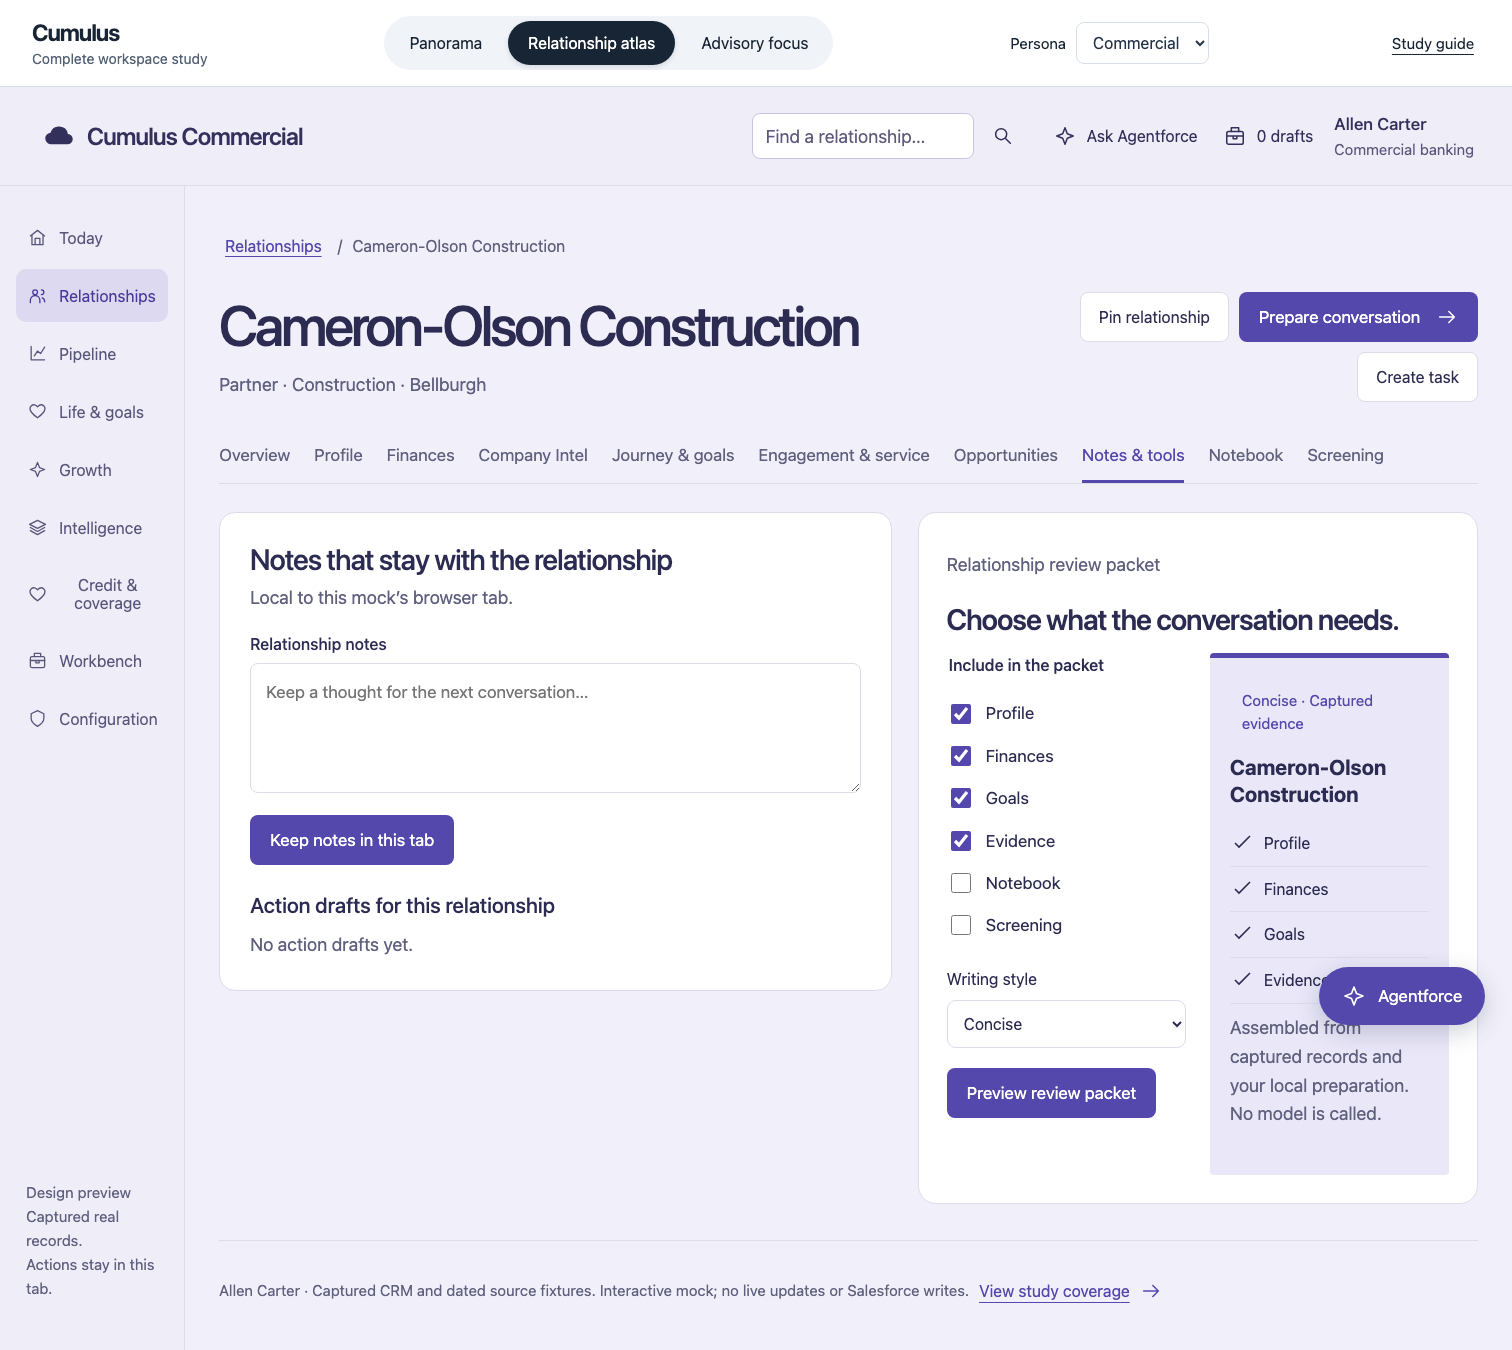 Cumulus
Complete workspace study
Panorama
Relationship atlas
Advisory focus
Persona
Commercial
Study guide
Cumulus Commercial
Find a relationship...
Ask Agentforce
0 drafts
Allen Carter
Commercial banking
Today
Relationships
Pipeline
Life & goals
Growth
Intelligence
Credit &
coverage
Workbench
Configuration
Design preview
Captured real
records.
Actions stay in this
tab.
Relationships / Cameron-Olson Construction
Cameron-Olson Construction
Partner · Construction · Bellburgh
Pin relationship
Prepare conversation
Create task
Overview
Profile
Finances
Company Intel
Journey & goals
Engagement & service
Opportunities
Notes & tools
Notebook
Screening
Notes that stay with the relationship
Local to this mock’s browser tab.
Relationship notes
Keep a thought for the next conversation...
Keep notes in this tab
Action drafts for this relationship
No action drafts yet.
Relationship review packet
Choose what the conversation needs.
Include in the packet
Profile
Finances
Goals
Evidence
Notebook
Screening
Writing style
Concise
Preview review packet
Concise · Captured
evidence
Cameron-Olson
Construction
Profile
Finances
Goals
Evidence
Assembled from
captured records and
your local preparation.
No model is called.
Agentforce
Allen Carter · Captured CRM and dated source fixtures. Interactive mock; no live updates or Salesforce writes.
View study coverage